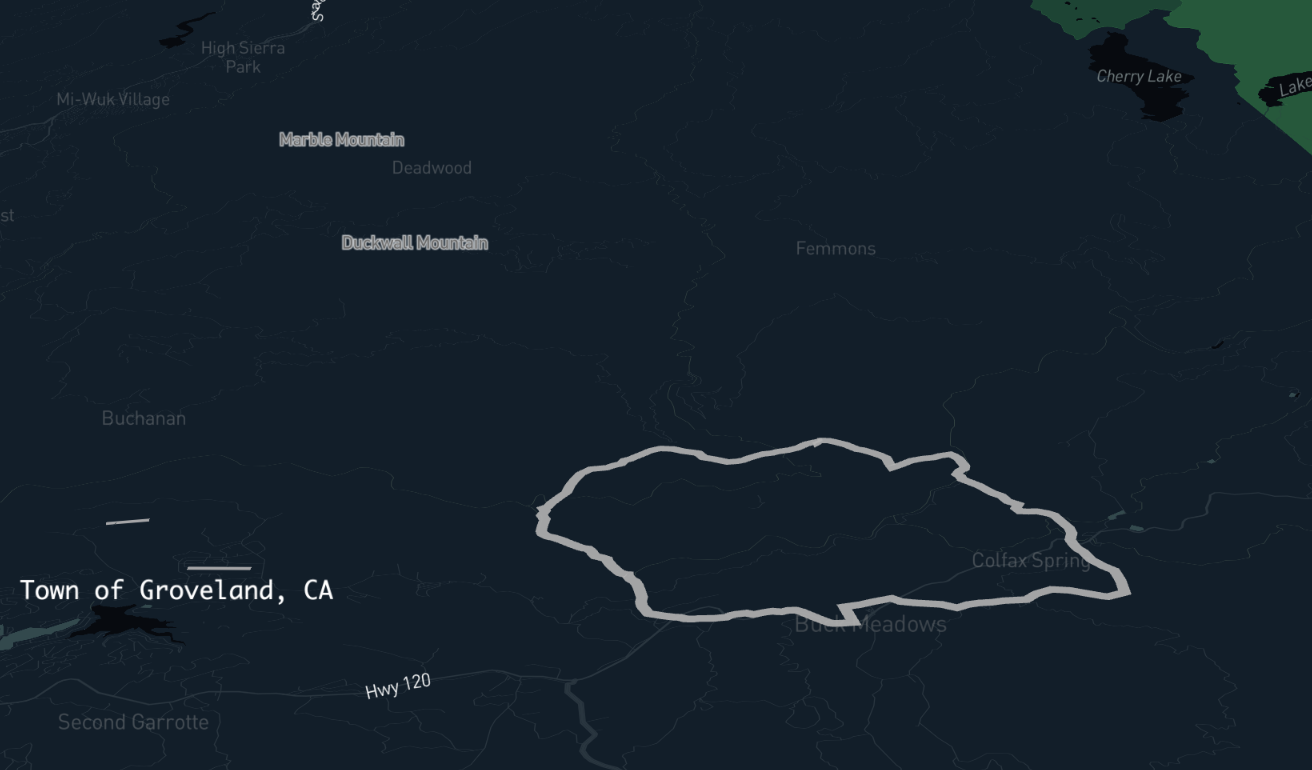 High Sierra
Park
Mi-Wuk Village
Cherry Lake
Lake
Marble Mountain
Deadwood
st
Duckwall Mountain
Femmons
Buchanan
Colfax Spring
Town of Groveland, CA
Buck Meadows
Hwy 120
Second Garrotte